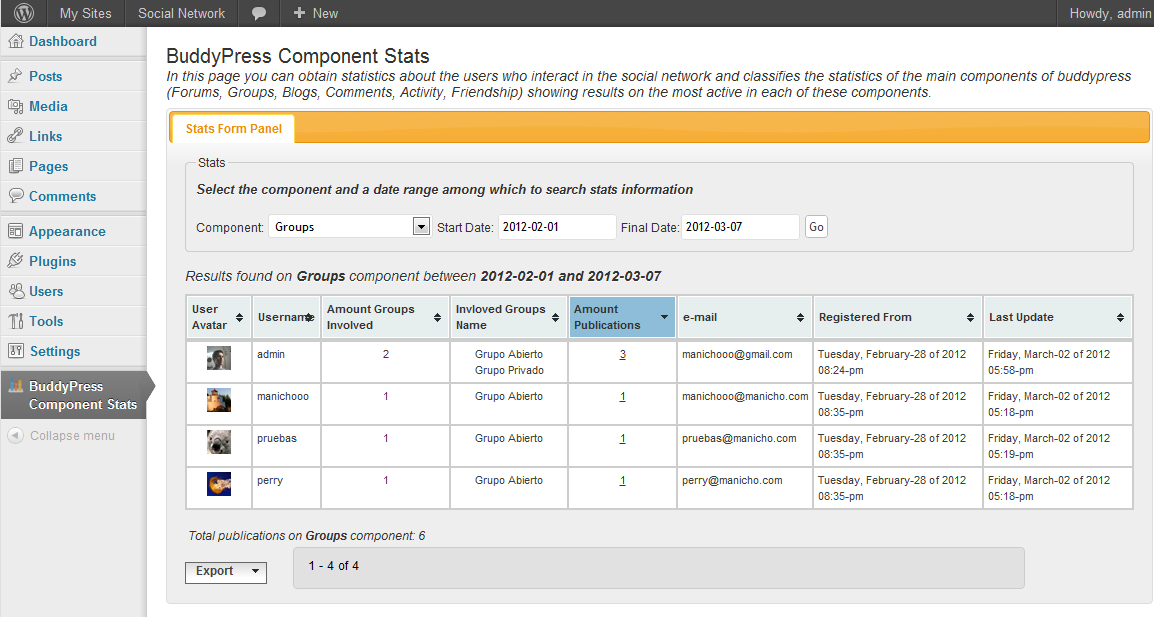 My Sites Social Network New Howdy, admin
Dashboard
Posts
Media
Links
Pages
Comments
Appearance
Plugins
Users
Tools
Settings
BuddyPress
Component Stats
Collapse menu
BuddyPress Component Stats
In this page you can obtain statistics about the users who interact in the social network and classifies the statistics of the main components of buddypress
(Forums, Groups, Blogs, Comments, Activity, Friendship) showing results on the most active in each of these components.
Stats Form Panel
Stats
Select the component and a date range among which to search stats information
Component: Groups Start Date: 2012-02-01 Final Date: 2012-03-07 Go
Results found on Groups component between 2012-02-01 and 2012-03-07
User Avatar Username Amount Groups Involved Invloved Groups Name Amount Publications e-mail Registered From Last Update
admin 2 Grupo Abierto 3 manichooo@gmail.com Tuesday, February-28 of 2012 Friday, March-02 of 2012
Grupo Privado 08:24-pm 05:58-pm
manichooo 1 Grupo Abierto 1 manichooo@manicho.com Tuesday, February-28 of 2012 Friday, March-02 of 2012
08:35-pm 05:18-pm
pruebas 1 Grupo Abierto 1 pruebas@manicho.com Tuesday, February-28 of 2012 Friday, March-02 of 2012
08:35-pm 05:19-pm
perry 1 Grupo Abierto 1 perry@manicho.com Tuesday, February-28 of 2012 Friday, March-02 of 2012
08:35-pm 05:18-pm
Total publications on Groups component: 6
Export 1 - 4 of 4